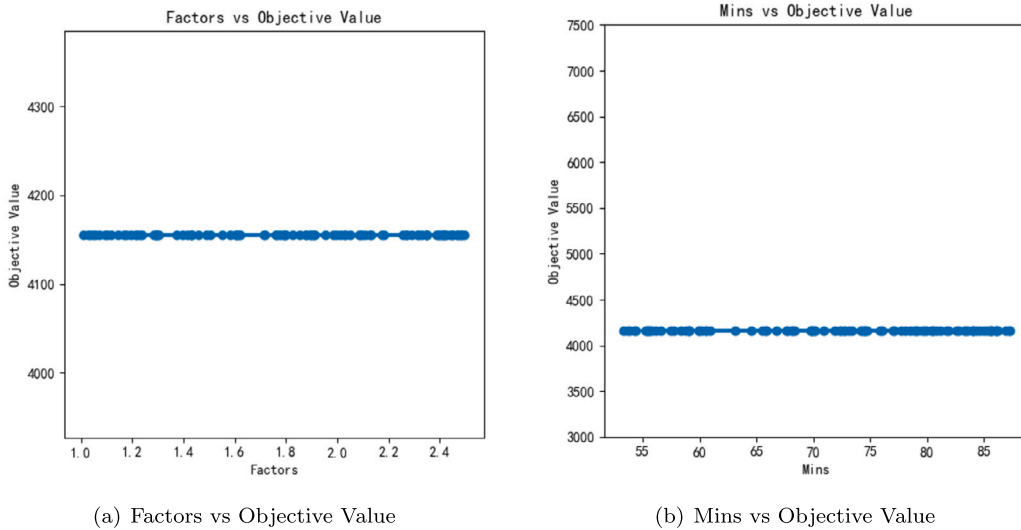 Factors vs Objective Value
4300
4200
4100
4000
Objective Value
1.0 1.2 1.4 1.6 1.8 2.0 2.2 2.4
Factors
(a) Factors vs Objective Value
Mins vs Objective Value
7500
7000
6500
6000
5500
5000
4500
4000
3500
3000
Objective Value
55 60 65 70 75 80 85
Mins
(b) Mins vs Objective Value